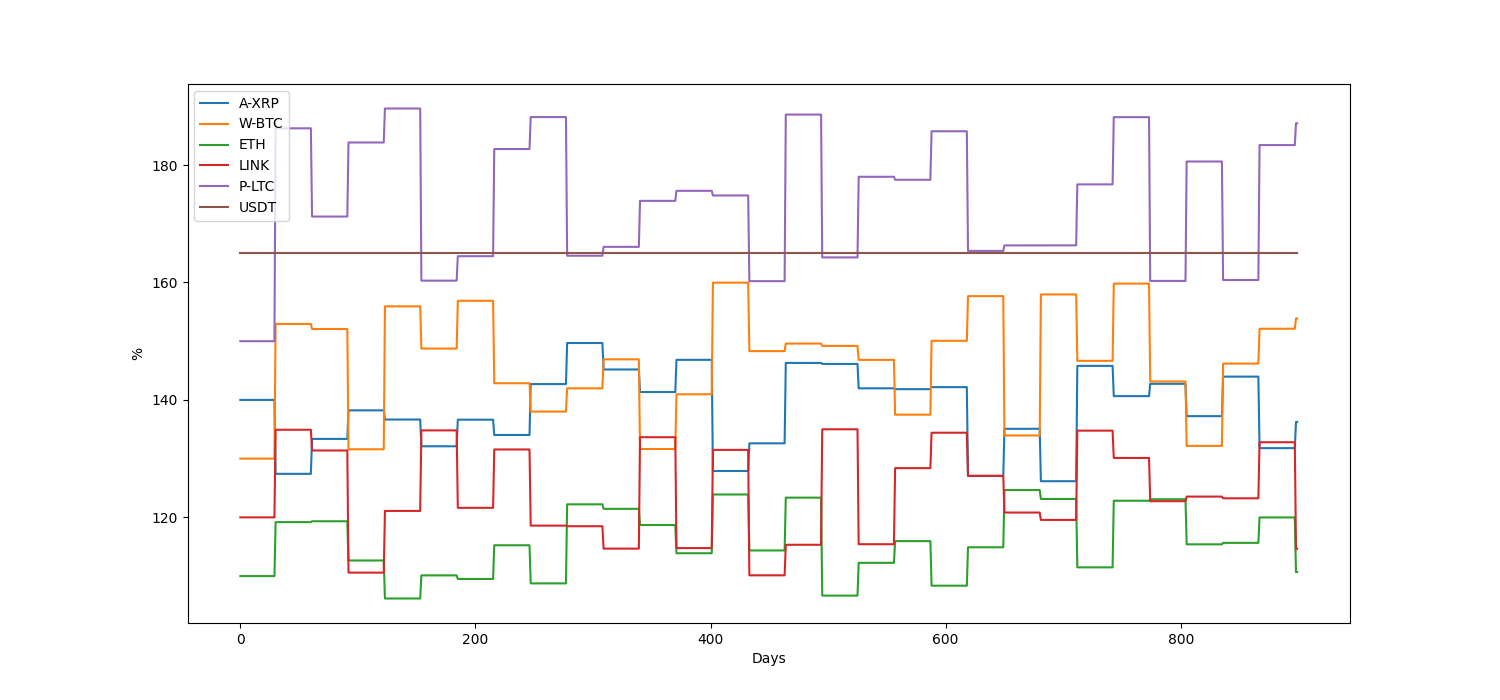 A-XRP
W-BTC
ETH
LINK
P-LTC
USDT
%
180
160
140
120
0 200 400 600 800
Days